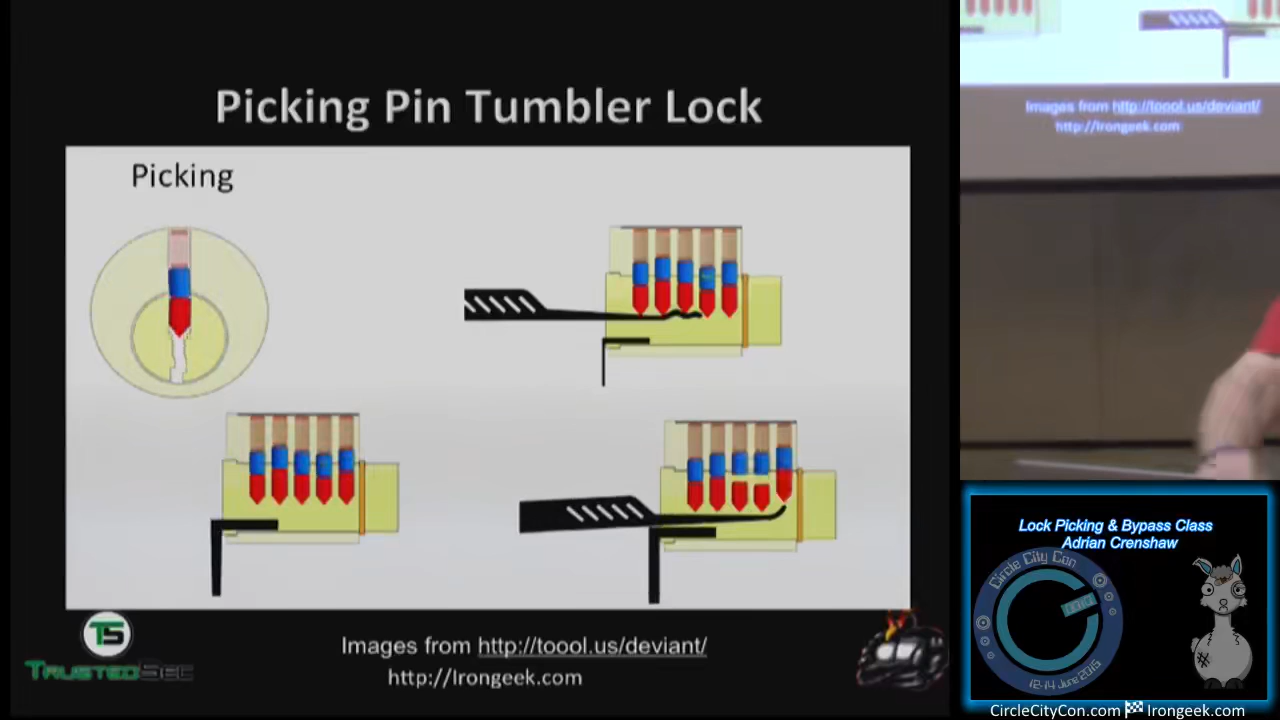 Picking Pin Tumbler Lock
Picking
Images from http://toool.us/deviant/
http://Irongeek.com
TS
TRUSTEDSEC
Images from http://toool.us/deviant/
http://Irongeek.com
Lock Picking & Bypass Class
Adrian Crenshaw
Circle City Con
12-14 June 2015
CircleCityCon.com Irongeek.com